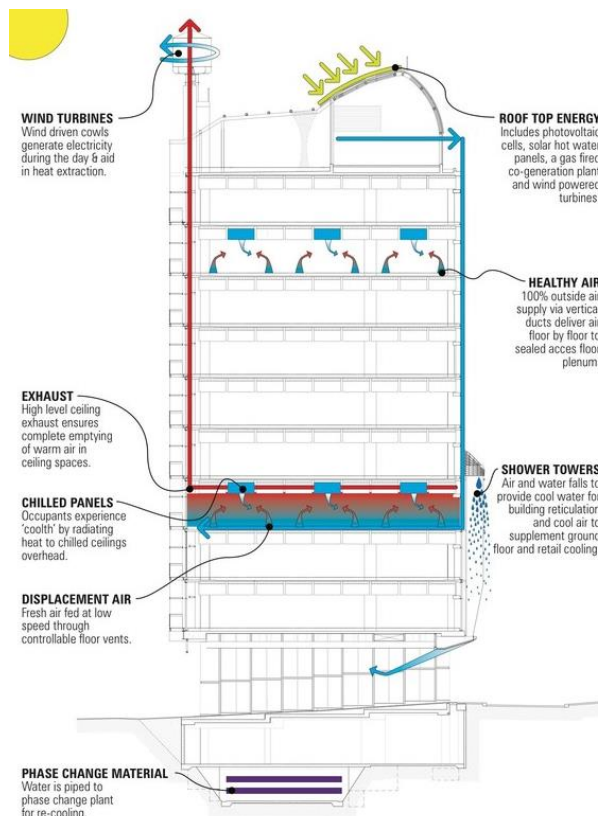 WIND TURBINES
Wind driven cowls
generate electricity
during the day & aid
in heat extraction.
ROOF TOP ENERGY
Includes photovoltaic
cells, solar hot water
panels, a gas fired
co-generation plant
and wind powered
turbines
HEALTHY AIR
100% outside air
supply via vertical
ducts deliver air
floor by floor to
sealed acces floor
plenum
EXHAUST
High level ceiling
exhaust ensures
complete emptying
of warm air in
ceiling spaces.
CHILLED PANELS
Occupants experience
'coolth' by radiating
heat to chilled ceilings
overhead.
SHOWER TOWERS
Air and water falls to
provide cool water for
building reticulation
and cool air to
supplement ground
floor and retail cooling
DISPLACEMENT AIR
Fresh air fed at low
speed through
controllable floor vents.
PHASE CHANGE MATERIAL
Water is piped to
phase change plant
for re-cooling.